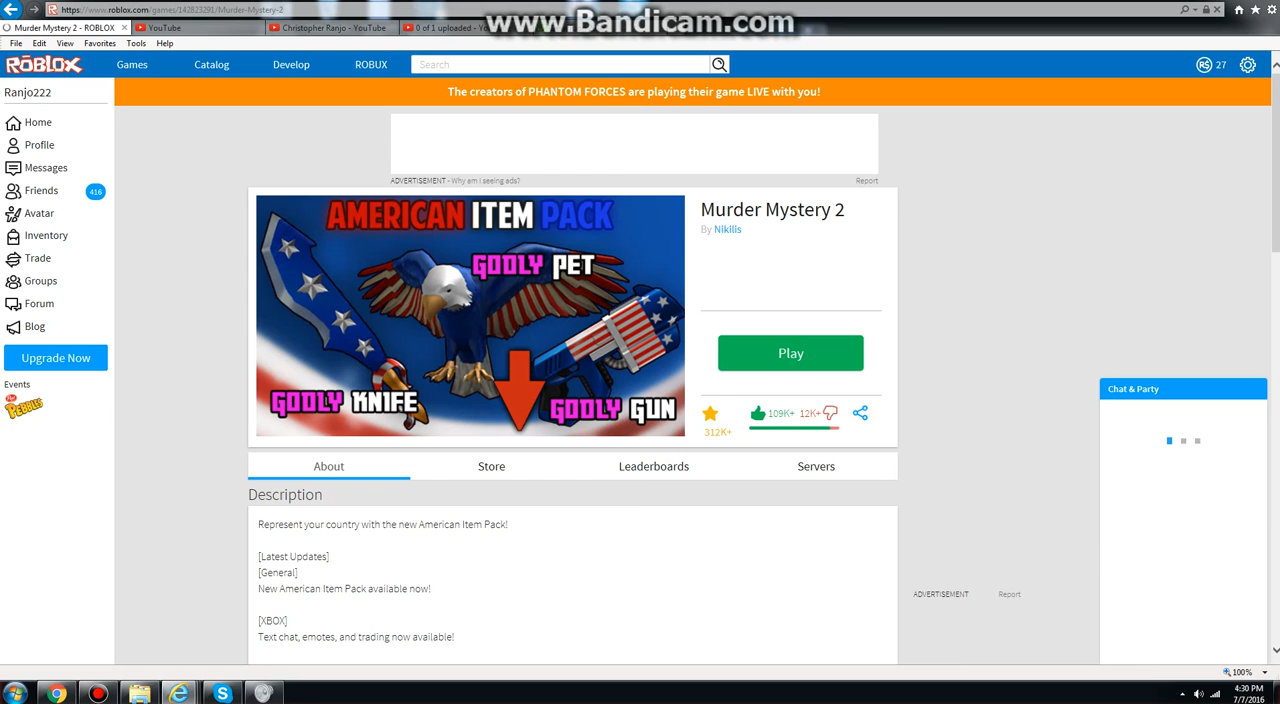 www.Bandicam.com
https://www.roblox.com/games/142823291/Murder-Mystery-2
Murder Mystery 2 - ROBLOX
YouTube
Christopher Ranjo - YouTube
0 of 1 uploaded - Yo
File Edit View Favorites Tools Help
RŌBLOX
Games Catalog Develop ROBUX
Search
R$ 27
Ranjo222
The creators of PHANTOM FORCES are playing their game LIVE with you!
Home
Profile
Messages
Friends 416
Avatar
Inventory
Trade
Groups
Forum
Blog
Upgrade Now
Events
PEBBLES
ADVERTISEMENT - Why am I seeing ads? Report
AMERICAN ITEM PACK
GODLY PET
GODLY KNIFE
GODLY GUN
Murder Mystery 2
By Nikilis
Play
312K+
109K+ 12K+
Chat & Party
About Store Leaderboards Servers
Description
Represent your country with the new American Item Pack!
[Latest Updates]
[General]
New American Item Pack available now!
[XBOX]
Text chat, emotes, and trading now available!
ADVERTISEMENT Report
100%
4:30 PM
7/7/2016